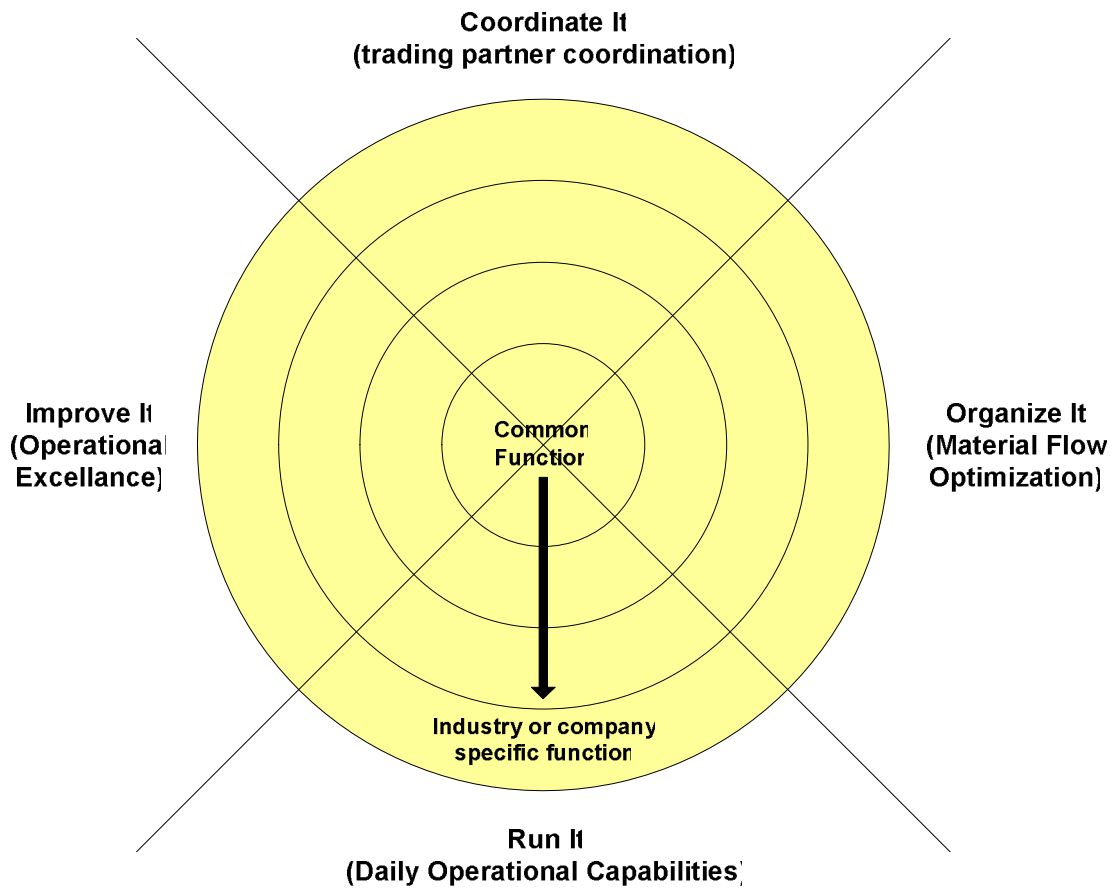 Coordinate It
(trading partner coordination)
Improve It
(Operational
Excellance)
Organize It
(Material Flow
Optimization)
Common
Function
Industry or company
specific function
Run It
(Daily Operational Capabilities)